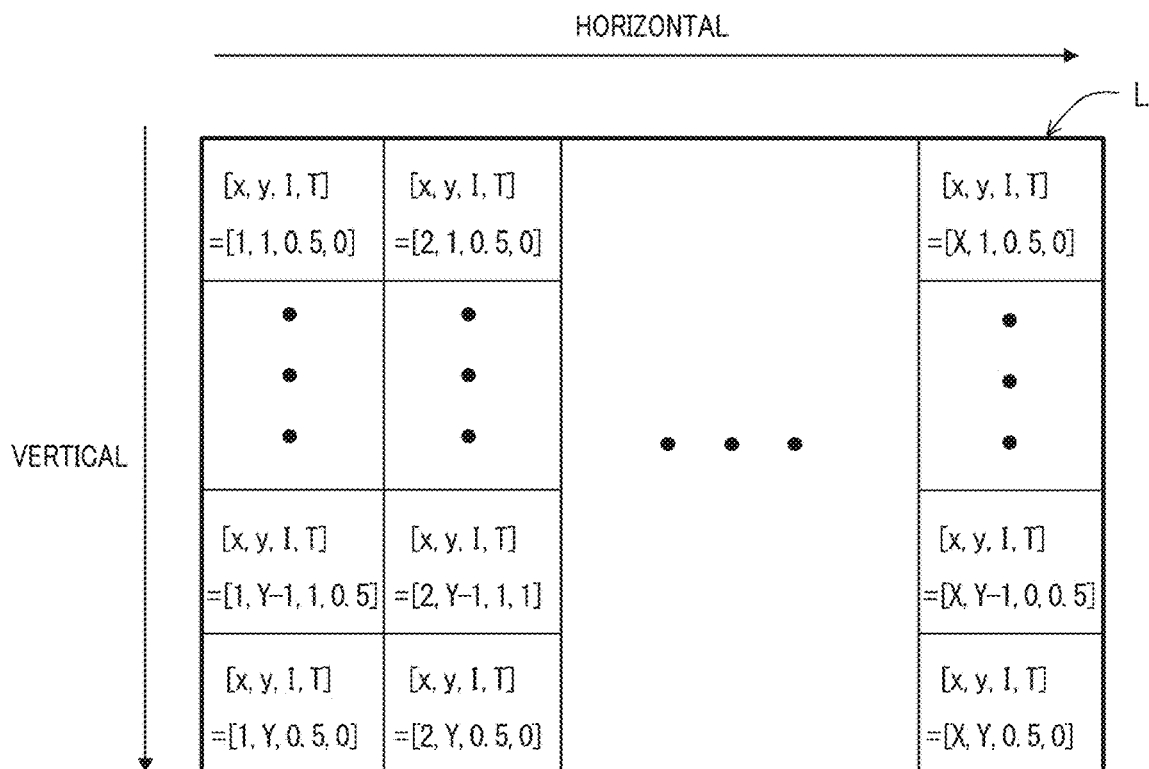 HORIZONTAL
L
VERTICAL
[x, y, I, T] [x, y, I, T] [x, y, I, T]
=[1, 1, 0.5, 0] =[2, 1, 0.5, 0] =[X, 1, 0.5, 0]
[x, y, I, T] [x, y, I, T] [x, y, I, T]
=[1, Y-1, 1, 0.5] =[2, Y-1, 1, 1] =[X, Y-1, 0, 0.5]
[x, y, I, T] [x, y, I, T] [x, y, I, T]
=[1, Y, 0.5, 0] =[2, Y, 0.5, 0] =[X, Y, 0.5, 0]